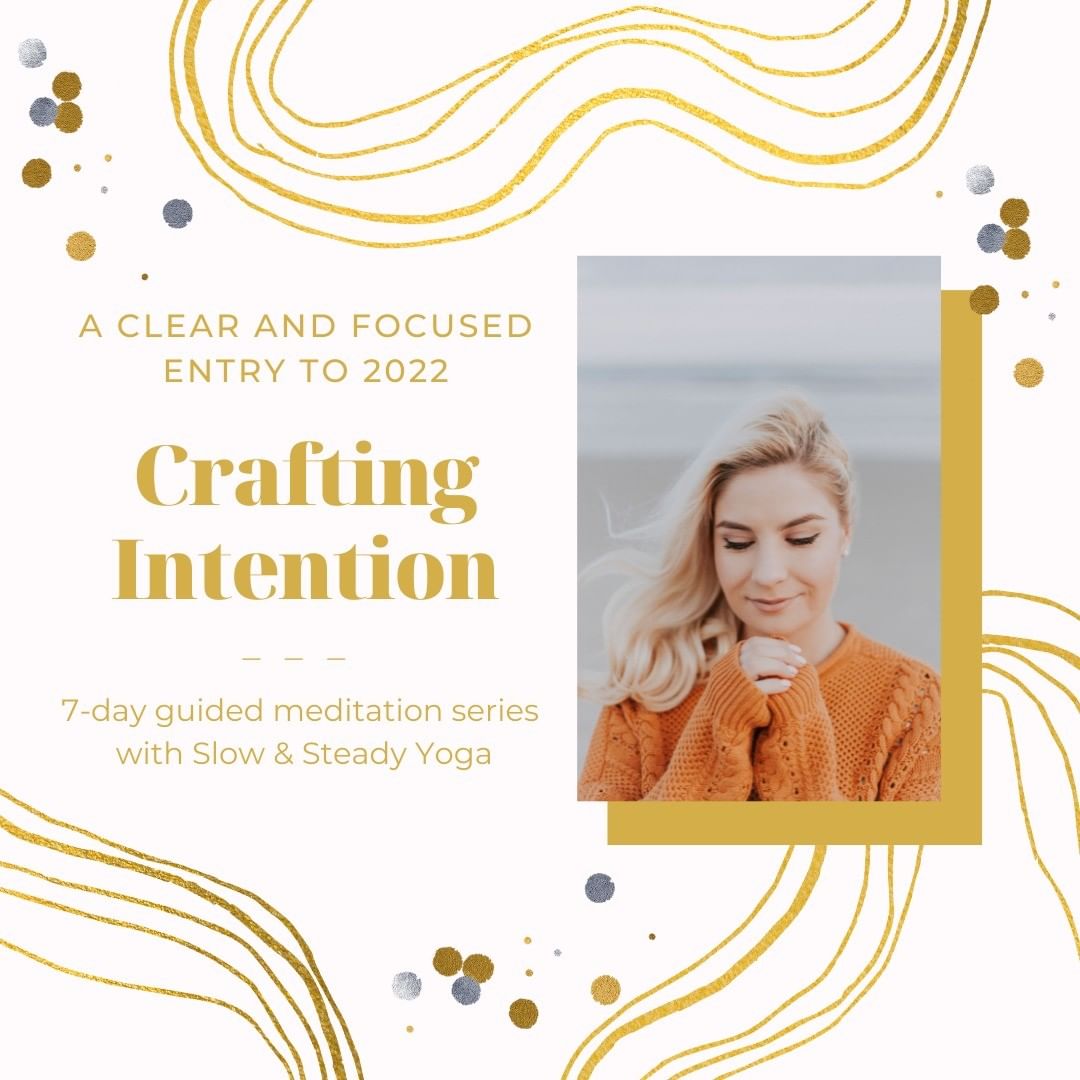 A CLEAR AND FOCUSED
ENTRY TO 2022
Crafting
Intention
– – –
7-day guided meditation series
with Slow & Steady Yoga